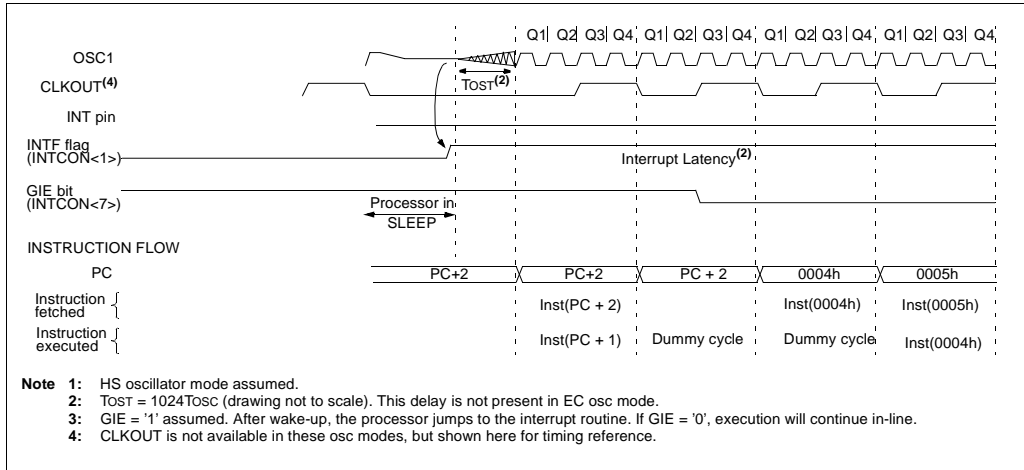 Q1 Q2 Q3 Q4 Q1 Q2 Q3 Q4 Q1 Q2 Q3 Q4 Q1 Q2 Q3 Q4
OSC1
TOST(2)
CLKOUT(4)
INT pin
INTF flag
(INTCON<1>)
Interrupt Latency(2)
GIE bit
(INTCON<7>)
Processor in
SLEEP
INSTRUCTION FLOW
PC PC+2 PC+2 PC + 2 0004h 0005h
Instruction
fetched
Inst(PC + 2) Inst(0004h) Inst(0005h)
Instruction
executed
Inst(PC + 1) Dummy cycle Dummy cycle Inst(0004h)
Note 1: HS oscillator mode assumed.
2: TOST = 1024TOSC (drawing not to scale). This delay is not present in EC osc mode.
3: GIE = '1' assumed. After wake-up, the processor jumps to the interrupt routine. If GIE = '0', execution will continue in-line.
4: CLKOUT is not available in these osc modes, but shown here for timing reference.